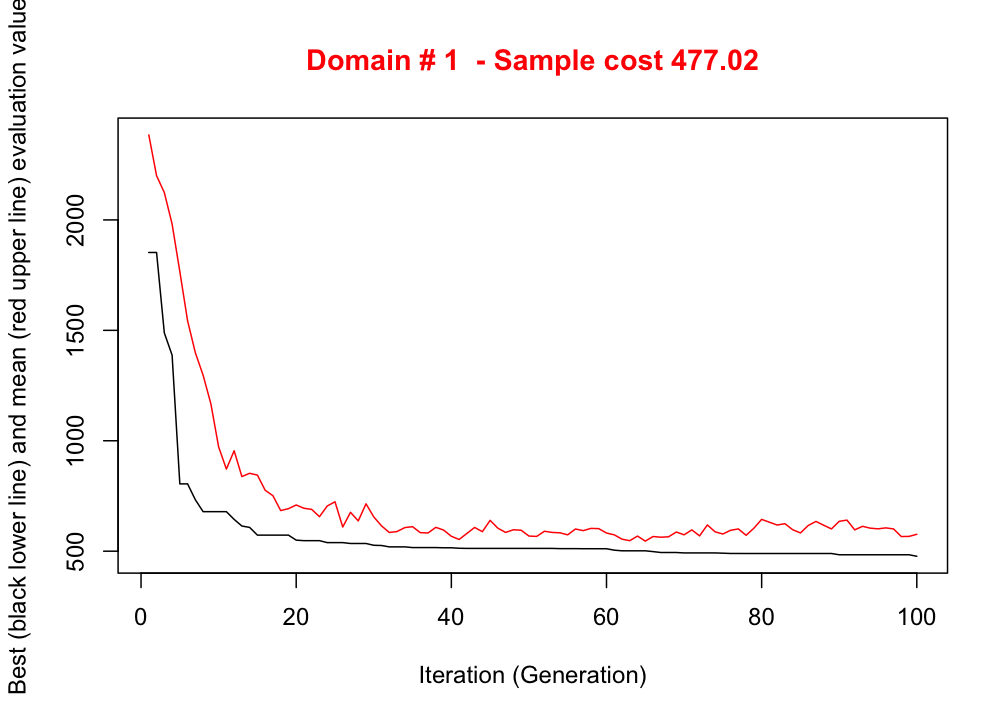 Domain # 1  - Sample cost 477.02
Best (black lower line) and mean (red upper line) evaluation value
2000
1500
1000
500
0 20 40 60 80 100
Iteration (Generation)